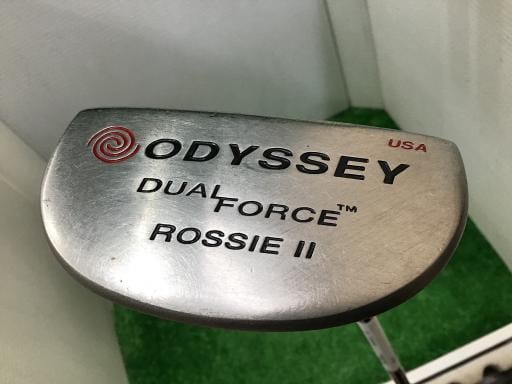 ODYSSEY USA
DUAL FORCE™
ROSSIE II